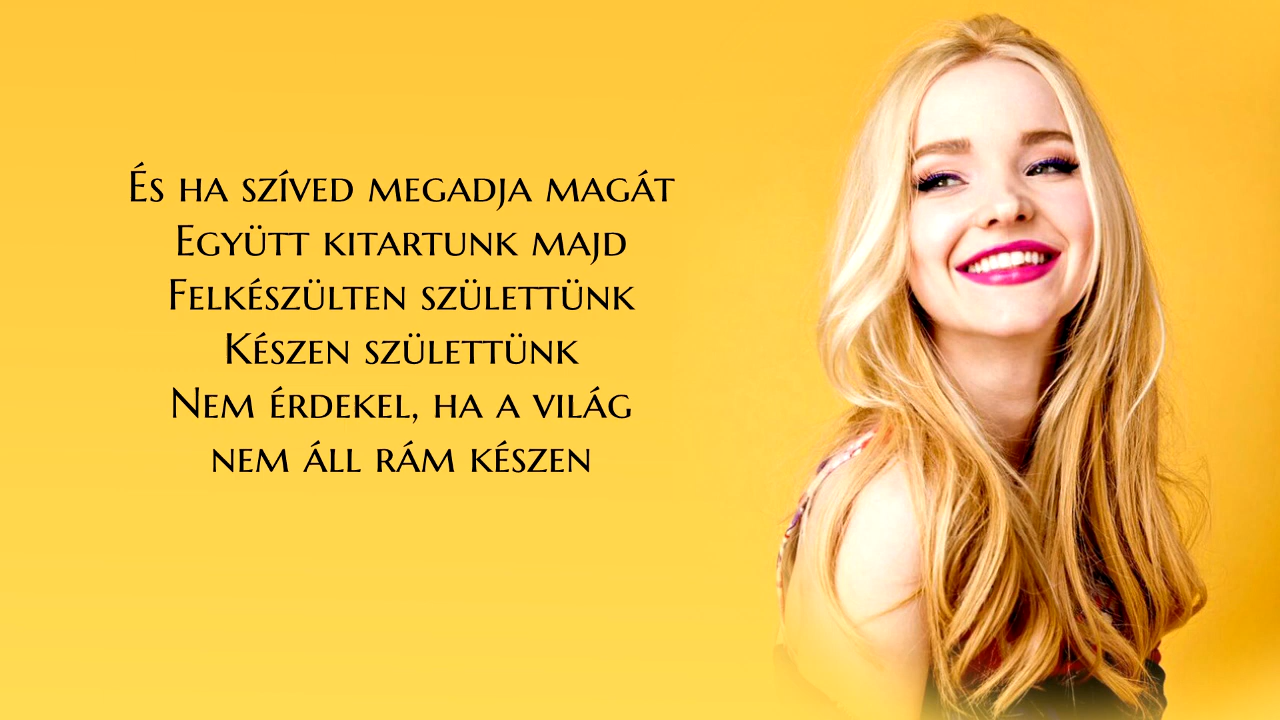 És ha szíved megadja magát
Együtt kitartunk majd
Felkészülten születtünk
Készen születtünk
Nem érdekel, ha a világ
nem áll rám készen